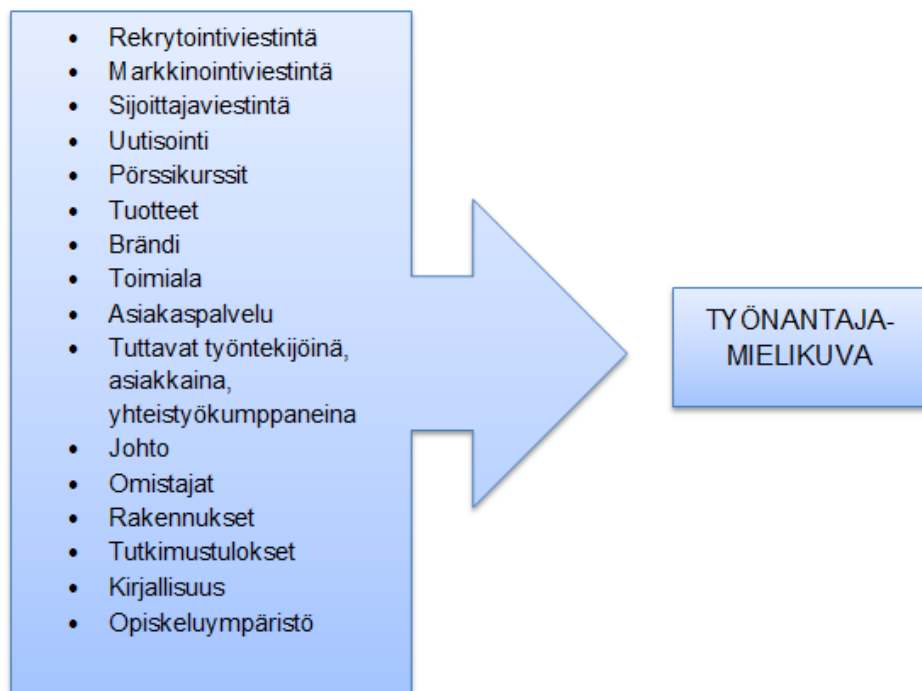 • Rekrytointiviestintä
• Markkinointiviestintä
• Sijoittajaviestintä
• Uutisointi
• Pörssikurssit
• Tuotteet
• Brändi
• Toimiala
• Asiakaspalvelu
• Tuttavat työntekijöinä,
asiakkaina,
yhteistyökumppaneina
• Johto
• Omistajat
• Rakennukset
• Tutkimustulokset
• Kirjallisuus
• Opiskeluympäristö
TYÖNANTAJA-
MIELIKUVA